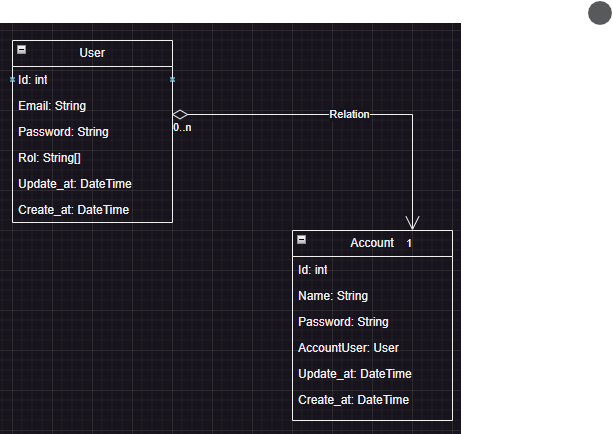 User
Id: int
Email: String
Password: String
Rol: String[]
Update_at: DateTime
Create_at: DateTime
0..n
Relation
Account 1
Id: int
Name: String
Password: String
AccountUser: User
Update_at: DateTime
Create_at: DateTime